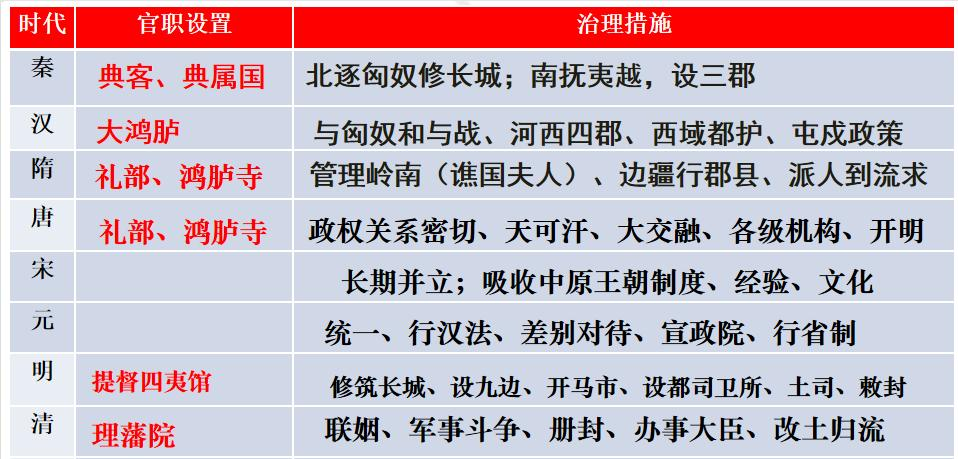 时代 官职设置 治理措施
秦 典客、典属国 北逐匈奴修长城；南抚夷越，设三郡
汉 大鸿胪 与匈奴和与战、河西四郡、西域都护、屯戍政策
隋 礼部、鸿胪寺 管理岭南（谯国夫人）、边疆行郡县、派人到流求
唐 礼部、鸿胪寺 政权关系密切、天可汗、大交融、各级机构、开明
宋 长期并立；吸收中原王朝制度、经验、文化
元 统一、行汉法、差别对待、宣政院、行省制
明 提督四夷馆 修筑长城、设九边、开马市、设都司卫所、土司、敕封
清 理藩院 联姻、军事斗争、册封、办事大臣、改土归流